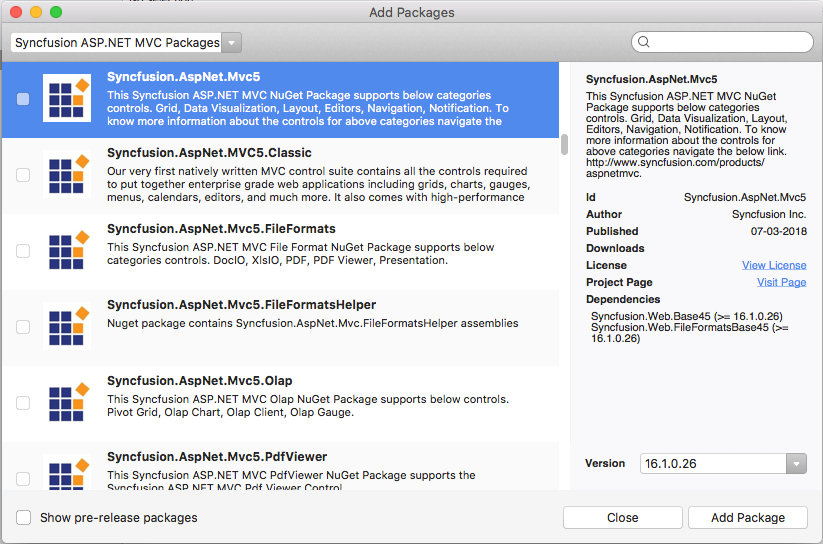 Add Packages
Syncfusion ASP.NET MVC Packages
Syncfusion.AspNet.Mvc5
This Syncfusion ASP.NET MVC NuGet Package supports below categories
controls. Grid, Data Visualization, Layout, Editors, Navigation, Notification. To
know more information about the controls for above categories navigate the
Syncfusion.AspNet.MVC5.Classic
Our very first natively written MVC control suite contains all the controls required
to put together enterprise grade web applications including grids, charts, gauges,
menus, calendars, editors, and much more. It also comes with high-performance
Syncfusion.AspNet.Mvc5.FileFormats
This Syncfusion ASP.NET MVC File Format NuGet Package supports below
categories controls. DocIO, XlsIO, PDF, PDF Viewer, Presentation.
Syncfusion.AspNet.Mvc5.FileFormatsHelper
Nuget package contains Syncfusion.AspNet.Mvc.FileFormatsHelper assemblies
Syncfusion.AspNet.Mvc5.Olap
This Syncfusion ASP.NET MVC Olap NuGet Package supports below controls.
Pivot Grid, Olap Chart, Olap Client, Olap Gauge.
Syncfusion.AspNet.Mvc5.PdfViewer
This Syncfusion ASP.NET MVC PdfViewer NuGet Package supports the
Syncfusion ASP.NET MVC Pdf Viewer Control
Syncfusion.AspNet.Mvc5
This Syncfusion ASP.NET MVC NuGet
Package supports below categories
controls. Grid, Data Visualization, Layout,
Editors, Navigation, Notification. To know
more information about the controls for
above categories navigate the below link.
http://www.syncfusion.com/products/
aspnetmvc.
Id Syncfusion.AspNet.Mvc5
Author Syncfusion Inc.
Published 07-03-2018
Downloads
License View License
Project Page Visit Page
Dependencies
Syncfusion.Web.Base45 (>= 16.1.0.26)
Syncfusion.Web.FileFormatsBase45 (>=
16.1.0.26)
Version 16.1.0.26
Show pre-release packages
Close
Add Package